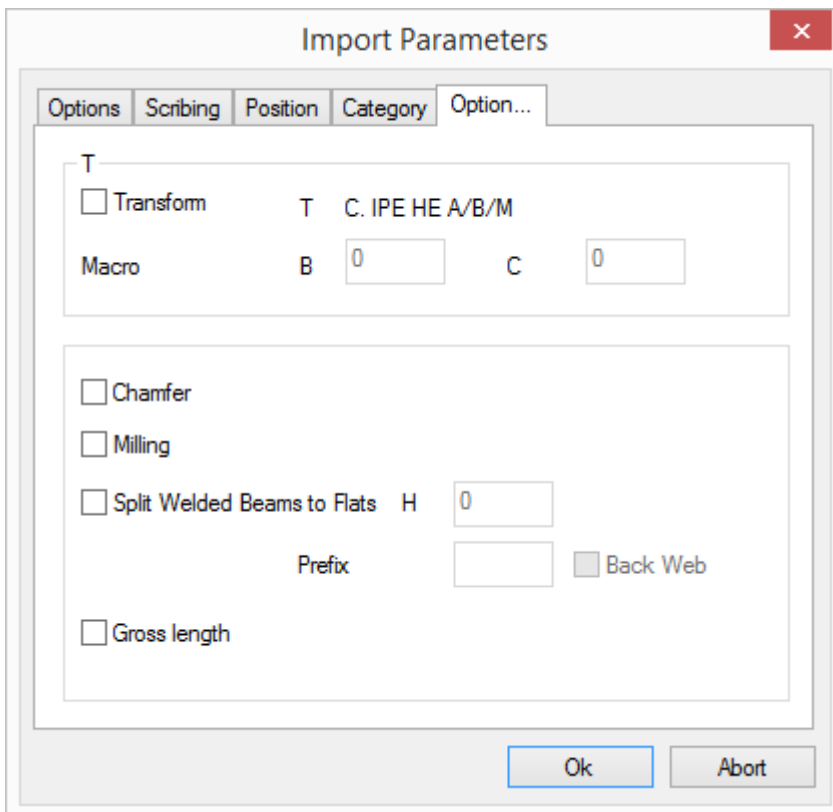 Import Parameters
Options Scribing Position Category Option...
T
Transform T C. IPE HE A/B/M
Macro B 0 C 0
Chamfer
Milling
Split Welded Beams to Flats H 0
Prefix Back Web
Gross length
Ok Abort